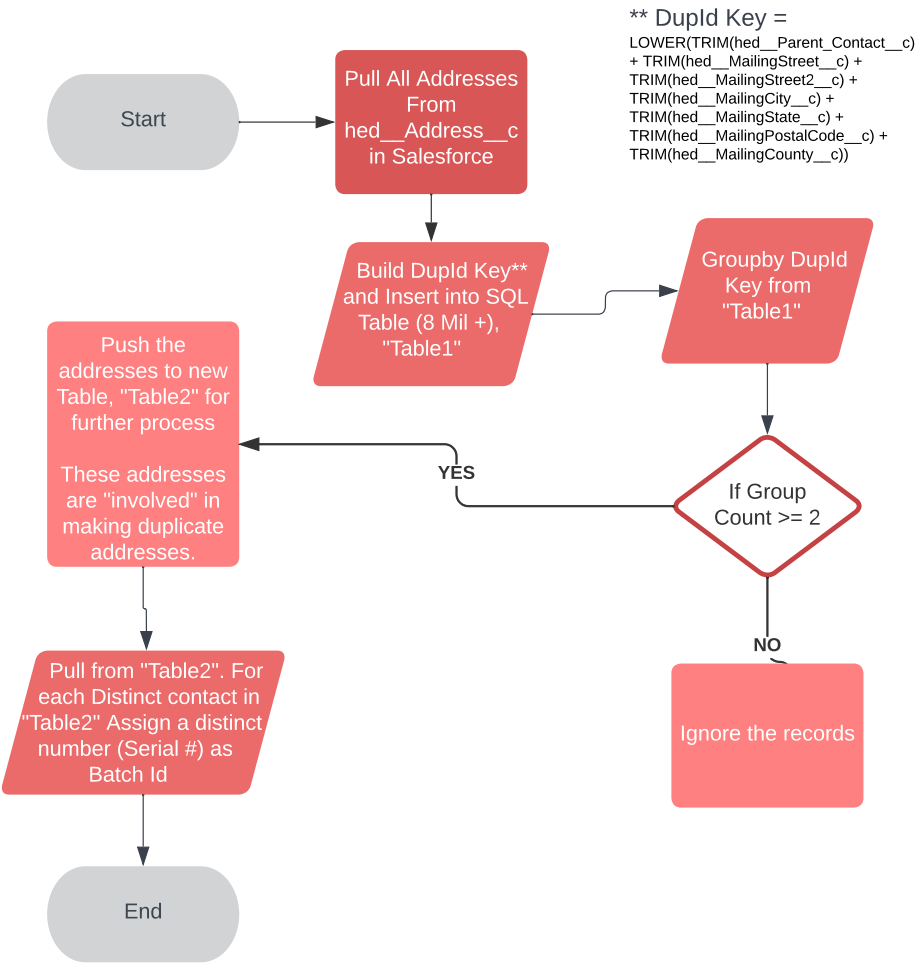 ** DupId Key =
LOWER(TRIM(hed__Parent_Contact__c)
+ TRIM(hed__MailingStreet__c) +
TRIM(hed__MailingStreet2__c) +
TRIM(hed__MailingCity__c) +
TRIM(hed__MailingState__c) +
TRIM(hed__MailingPostalCode__c) +
TRIM(hed__MailingCounty__c))
Start
Pull All Addresses
From
hed__Address__c
in Salesforce
Build DupId Key**
and Insert into SQL
Table (8 Mil +),
"Table1"
Groupby DupId
Key from
"Table1"
If Group
Count >= 2
YES
NO
Push the
addresses to new
Table, "Table2" for
further process
These addresses
are "involved" in
making duplicate
addresses.
Ignore the records
Pull from "Table2". For
each Distinct contact in
"Table2" Assign a distinct
number (Serial #) as
Batch Id
End